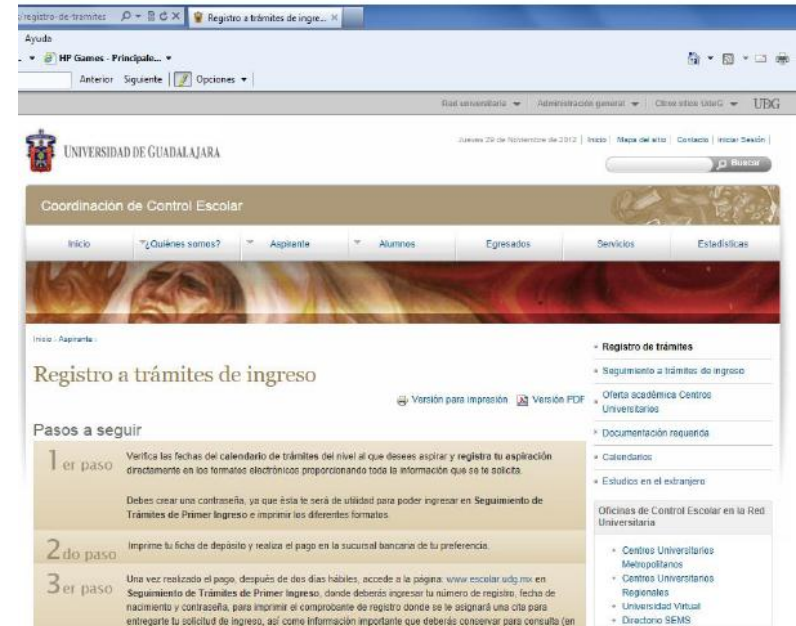 registro-de-tramites
Registro a trámites de ingre...
Ayuda
HP Games - Principale...
Anterior Siguiente Opciones
Red universitaria Administración general Otros sitios UdeG UDG
UNIVERSIDAD DE GUADALAJARA
Jueves 29 de Noviembre de 2012 | Inicio | Mapa del sitio | Contacto | Iniciar Sesión |
Buscar
Coordinación de Control Escolar
Inicio ¿Quiénes somos? Aspirante Alumnos Egresados Servicios Estadísticas
Inicio › Aspirante ›
Registro a trámites de ingreso
Versión para impresión Versión PDF
Pasos a seguir
1er paso
Verifica las fechas del calendario de trámites del nivel al que desees aspirar y registra tu aspiración
directamente en los formatos electrónicos proporcionando toda la información que se te solicita.
Debes crear una contraseña, ya que ésta te será de utilidad para poder ingresar en Seguimiento de
Trámites de Primer Ingreso e imprimir los diferentes formatos.
2do paso
Imprime tu ficha de depósito y realiza el pago en la sucursal bancaria de tu preferencia.
3er paso
Una vez realizado el pago, después de dos días hábiles, accede a la página: www.escolar.udg.mx en
Seguimiento de Trámites de Primer Ingreso, donde deberás ingresar tu número de registro, fecha de
nacimiento y contraseña, para imprimir el comprobante de registro donde se te asignará una cita para
entregarte tu solicitud de ingreso, así como información importante que deberás conservar para consulta (en
Registro de trámites
Seguimiento a trámites de ingreso
Oferta académica Centros
Universitarios
Documentación requerida
Calendarios
Estudios en el extranjero
Oficinas de Control Escolar en la Red
Universitaria
Centros Universitarios
Metropolitanos
Centros Universitarios
Regionales
Universidad Virtual
Directorio SEMS